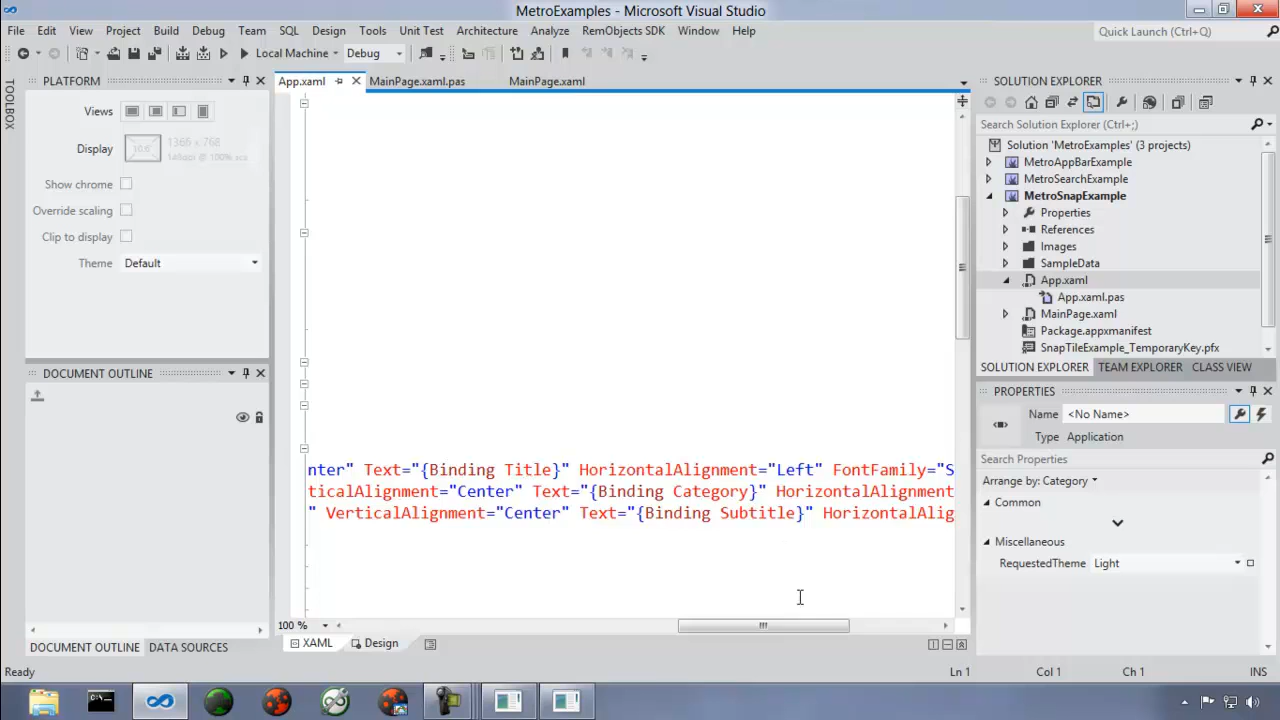 MetroExamples - Microsoft Visual Studio
File Edit View Project Build Debug Team SQL Design Tools Unit Test Architecture Analyze RemObjects SDK Window Help
Quick Launch (Ctrl+Q)
Local Machine Debug
TOOLBOX
PLATFORM
Views
Display
1366 x 768
Show chrome
Override scaling
Clip to display
Theme Default
DOCUMENT OUTLINE
DOCUMENT OUTLINE DATA SOURCES
App.xaml MainPage.xaml.pas MainPage.xaml
nter" Text="{Binding Title}" HorizontalAlignment="Left" FontFamily="S
ticalAlignment="Center" Text="{Binding Category}" HorizontalAlignment
" VerticalAlignment="Center" Text="{Binding Subtitle}" HorizontalAlig
100 %
XAML Design
SOLUTION EXPLORER
Search Solution Explorer (Ctrl+;)
Solution 'MetroExamples' (3 projects)
MetroAppBarExample
MetroSearchExample
MetroSnapExample
Properties
References
Images
SampleData
App.xaml
App.xaml.pas
MainPage.xaml
Package.appxmanifest
SnapTileExample_TemporaryKey.pfx
SOLUTION EXPLORER TEAM EXPLORER CLASS VIEW
PROPERTIES
Name <No Name>
Type Application
Search Properties
Arrange by: Category
Common
Miscellaneous
RequestedTheme Light
Ready
Ln 1 Col 1 Ch 1 INS